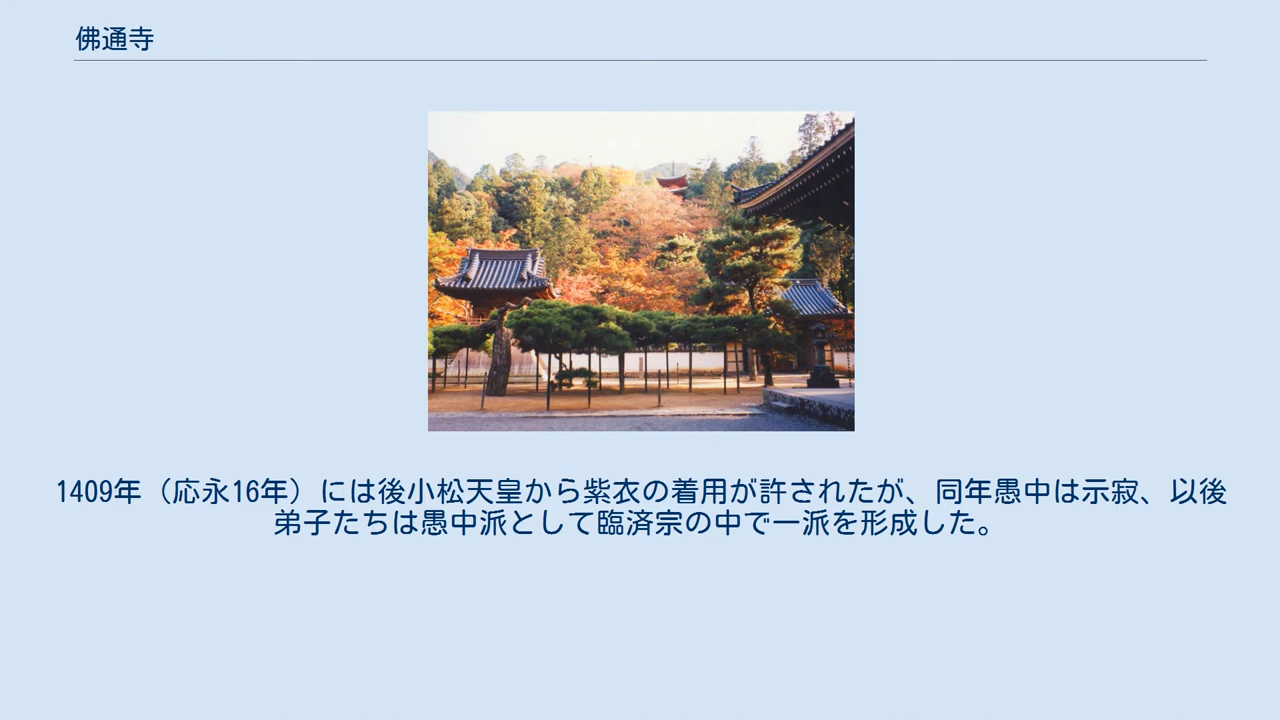 佛通寺
1409年（応永16年）には後小松天皇から紫衣の着用が許されたが、同年愚中は示寂、以後
弟子たちは愚中派として臨済宗の中で一派を形成した。